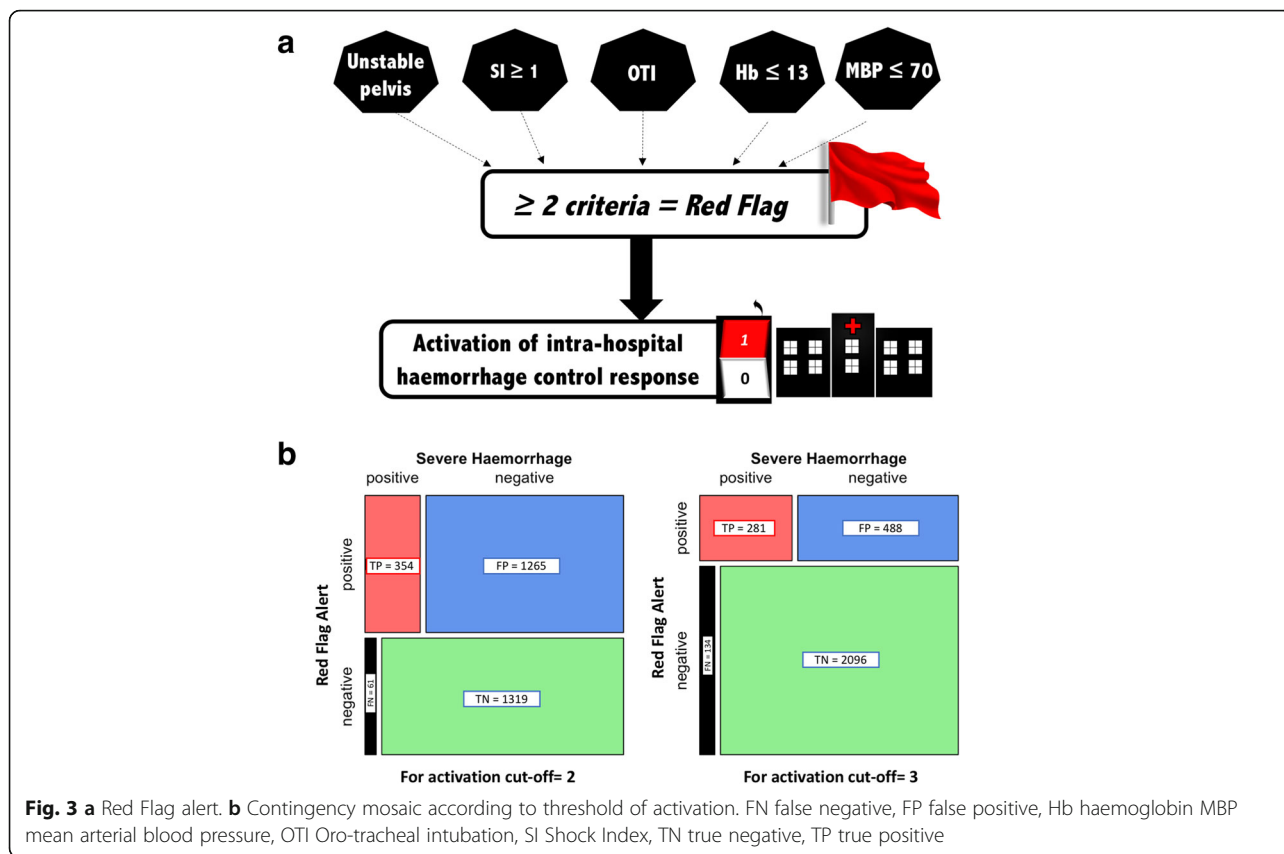 a
Unstable
pelvis
SI ≥ 1
OTI
Hb ≤ 13
MBP ≤ 70
≥ 2 criteria = Red Flag
Activation of intra-hospital
haemorrhage control response
1
0
b
Severe Haemorrhage
positive
negative
Red Flag Alert
positive
negative
TP = 354
FP = 1265
FN = 61
TN = 1319
For activation cut-off= 2
Severe Haemorrhage
positive
negative
Red Flag Alert
positive
negative
TP = 281
FP = 488
FN = 134
TN = 2096
For activation cut-off= 3
Fig. 3 a Red Flag alert. b Contingency mosaic according to threshold of activation. FN false negative, FP false positive, Hb haemoglobin MBP
mean arterial blood pressure, OTI Oro-tracheal intubation, SI Shock Index, TN true negative, TP true positive